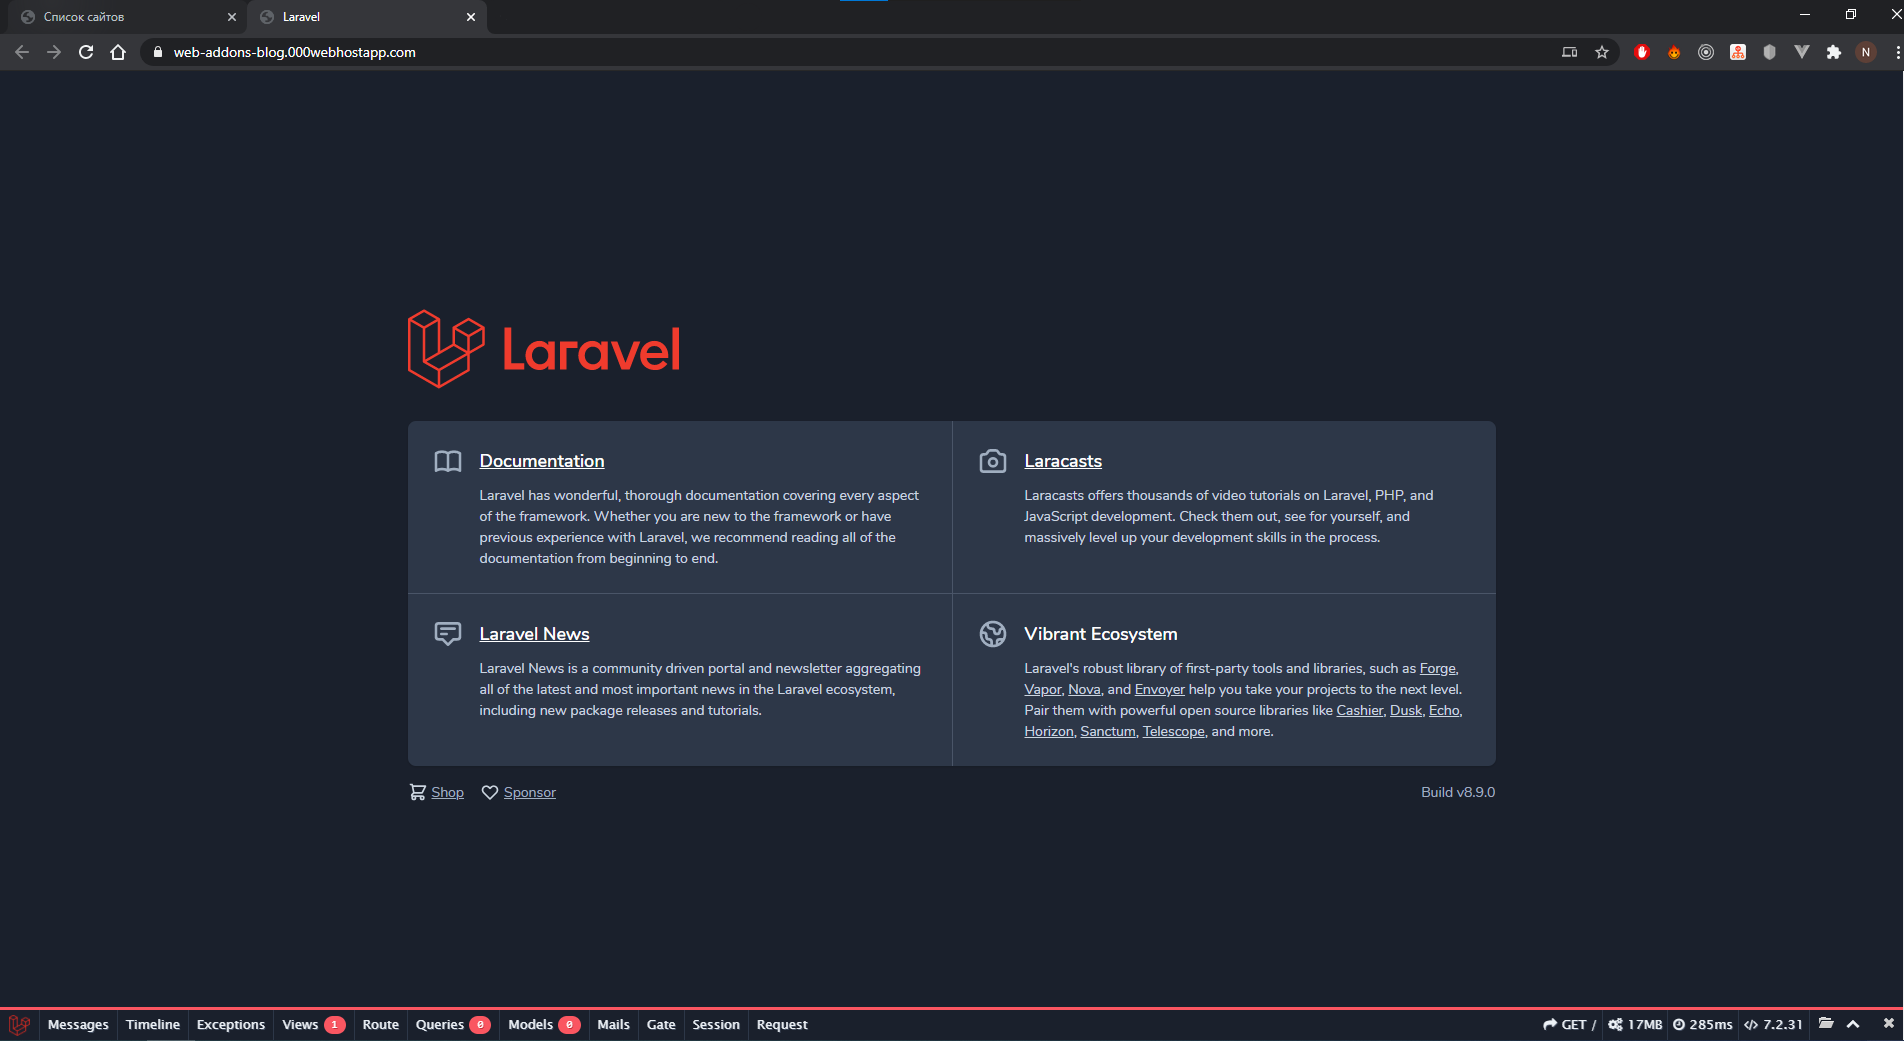 Список сайтов
Laravel
web-addons-blog.000webhostapp.com
N
Laravel
Documentation
Laravel has wonderful, thorough documentation covering every aspect
of the framework. Whether you are new to the framework or have
previous experience with Laravel, we recommend reading all of the
documentation from beginning to end.
Laracasts
Laracasts offers thousands of video tutorials on Laravel, PHP, and
JavaScript development. Check them out, see for yourself, and
massively level up your development skills in the process.
Laravel News
Laravel News is a community driven portal and newsletter aggregating
all of the latest and most important news in the Laravel ecosystem,
including new package releases and tutorials.
Vibrant Ecosystem
Laravel's robust library of first-party tools and libraries, such as Forge,
Vapor, Nova, and Envoyer help you take your projects to the next level.
Pair them with powerful open source libraries like Cashier, Dusk, Echo,
Horizon, Sanctum, Telescope, and more.
Shop Sponsor Build v8.9.0
Messages Timeline Exceptions Views 1 Route Queries 0 Models 0 Mails Gate Session Request GET / 17MB 285ms 7.2.31